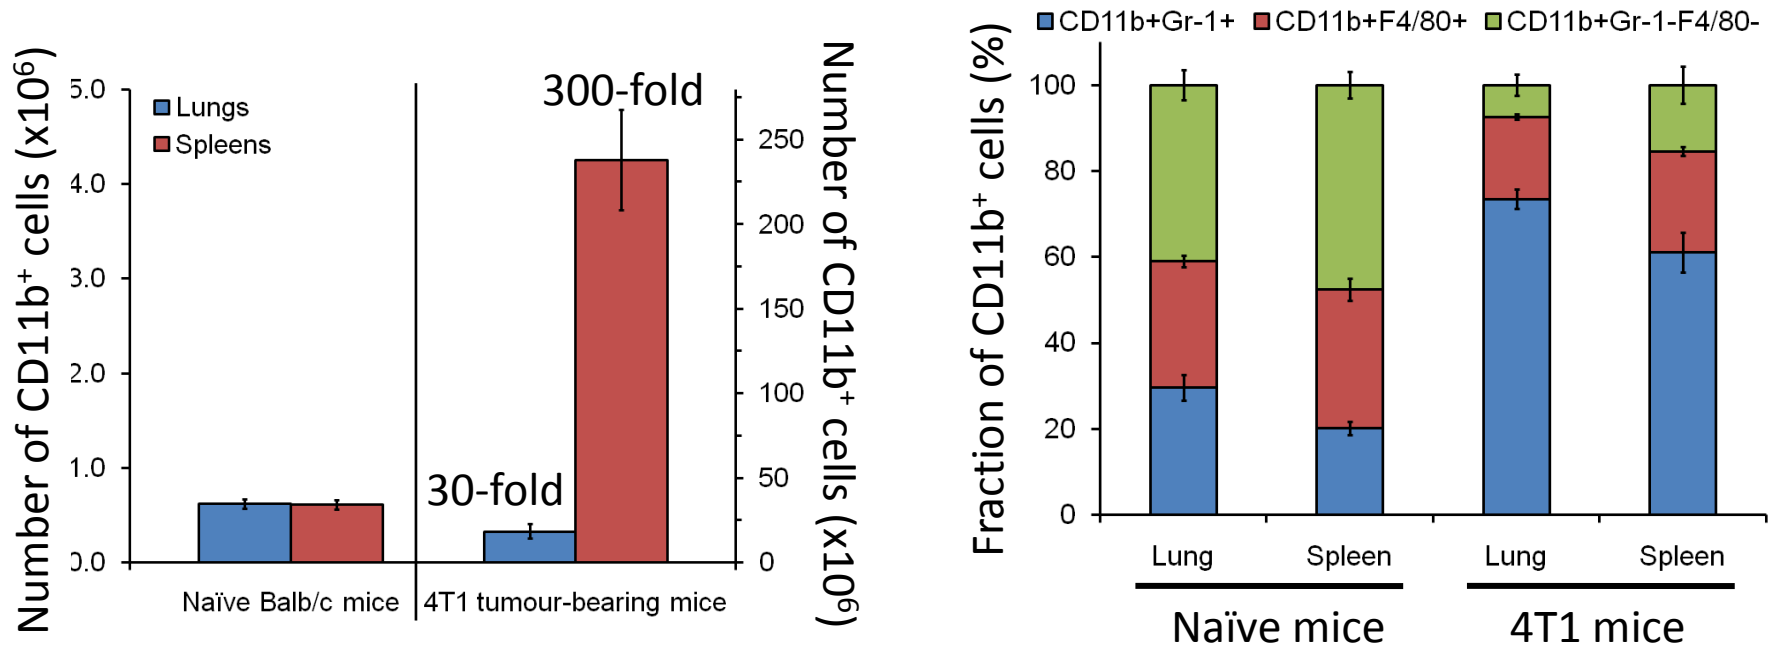 Number of CD11b⁺ cells (x10⁶)
5.0
4.0
3.0
2.0
1.0
0.0
Lungs
Spleens
300-fold
30-fold
Naïve Balb/c mice
4T1 tumour-bearing mice
250
200
150
100
50
0
Number of CD11b⁺ cells (x10⁶)
CD11b+Gr-1+ CD11b+F4/80+ CD11b+Gr-1-F4/80-
Fraction of CD11b⁺ cells (%)
100
80
60
40
20
0
Lung Spleen Lung Spleen
Naïve mice 4T1 mice